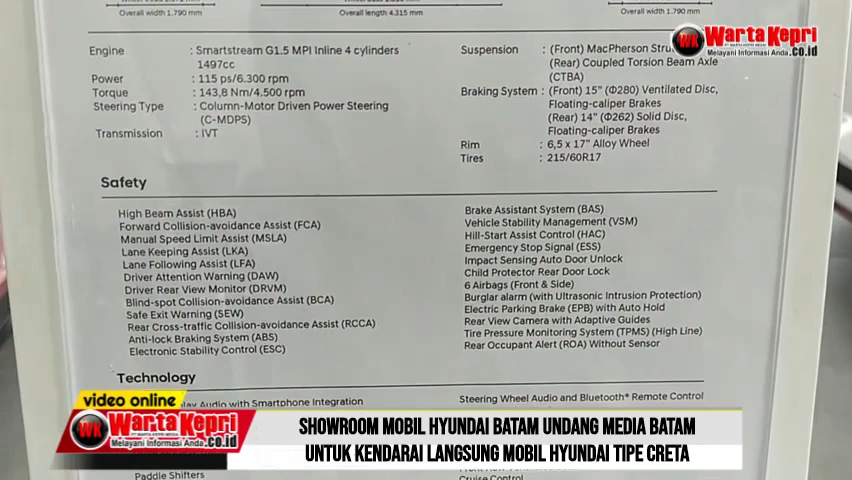 Overall width 1.790 mm
Overall length 4.315 mm
Overall width 1.790 mm
WK WartaKepri .co.id
PT. WARTA KEPRI MEDIA
Melayani Informasi Anda
Engine : Smartstream G1.5 MPI Inline 4 cylinders
1497cc
Power : 115 ps/6.300 rpm
Torque : 143,8 Nm/4.500 rpm
Steering Type : Column-Motor Driven Power Steering
(C-MDPS)
Transmission : IVT
Suspension : (Front) MacPherson
(Rear) Coupled Torsion Beam Axle
(CTBA)
Braking System : (Front) 15" (Φ280) Ventilated Disc,
Floating-caliper Brakes
(Rear) 14" (Φ262) Solid Disc,
Floating-caliper Brakes
Rim : 6,5 x 17" Alloy Wheel
Tires : 215/60R17
Safety
High Beam Assist (HBA)
Forward Collision-avoidance Assist (FCA)
Manual Speed Limit Assist (MSLA)
Lane Keeping Assist (LKA)
Lane Following Assist (LFA)
Driver Attention Warning (DAW)
Driver Rear View Monitor (DRVM)
Blind-spot Collision-avoidance Assist (BCA)
Safe Exit Warning (SEW)
Rear Cross-traffic Collision-avoidance Assist (RCCA)
Anti-lock Braking System (ABS)
Electronic Stability Control (ESC)
Brake Assistant System (BAS)
Vehicle Stability Management (VSM)
Hill-Start Assist Control (HAC)
Emergency Stop Signal (ESS)
Impact Sensing Auto Door Unlock
Child Protector Rear Door Lock
6 Airbags (Front & Side)
Burglar alarm (with Ultrasonic Intrusion Protection)
Electric Parking Brake (EPB) with Auto Hold
Rear View Camera with Adaptive Guides
Tire Pressure Monitoring System (TPMS) (High Line)
Rear Occupant Alert (ROA) Without Sensor
Technology
Audio with Smartphone Integration
Steering Wheel Audio and Bluetooth® Remote Control
video online
WK WartaKepri .co.id
PT. WARTA KEPRI MEDIA
Melayani Informasi Anda
SHOWROOM MOBIL HYUNDAI BATAM UNDANG MEDIA BATAM
UNTUK KENDARAI LANGSUNG MOBIL HYUNDAI TIPE CRETA
Paddle Shifters
Cruise Control